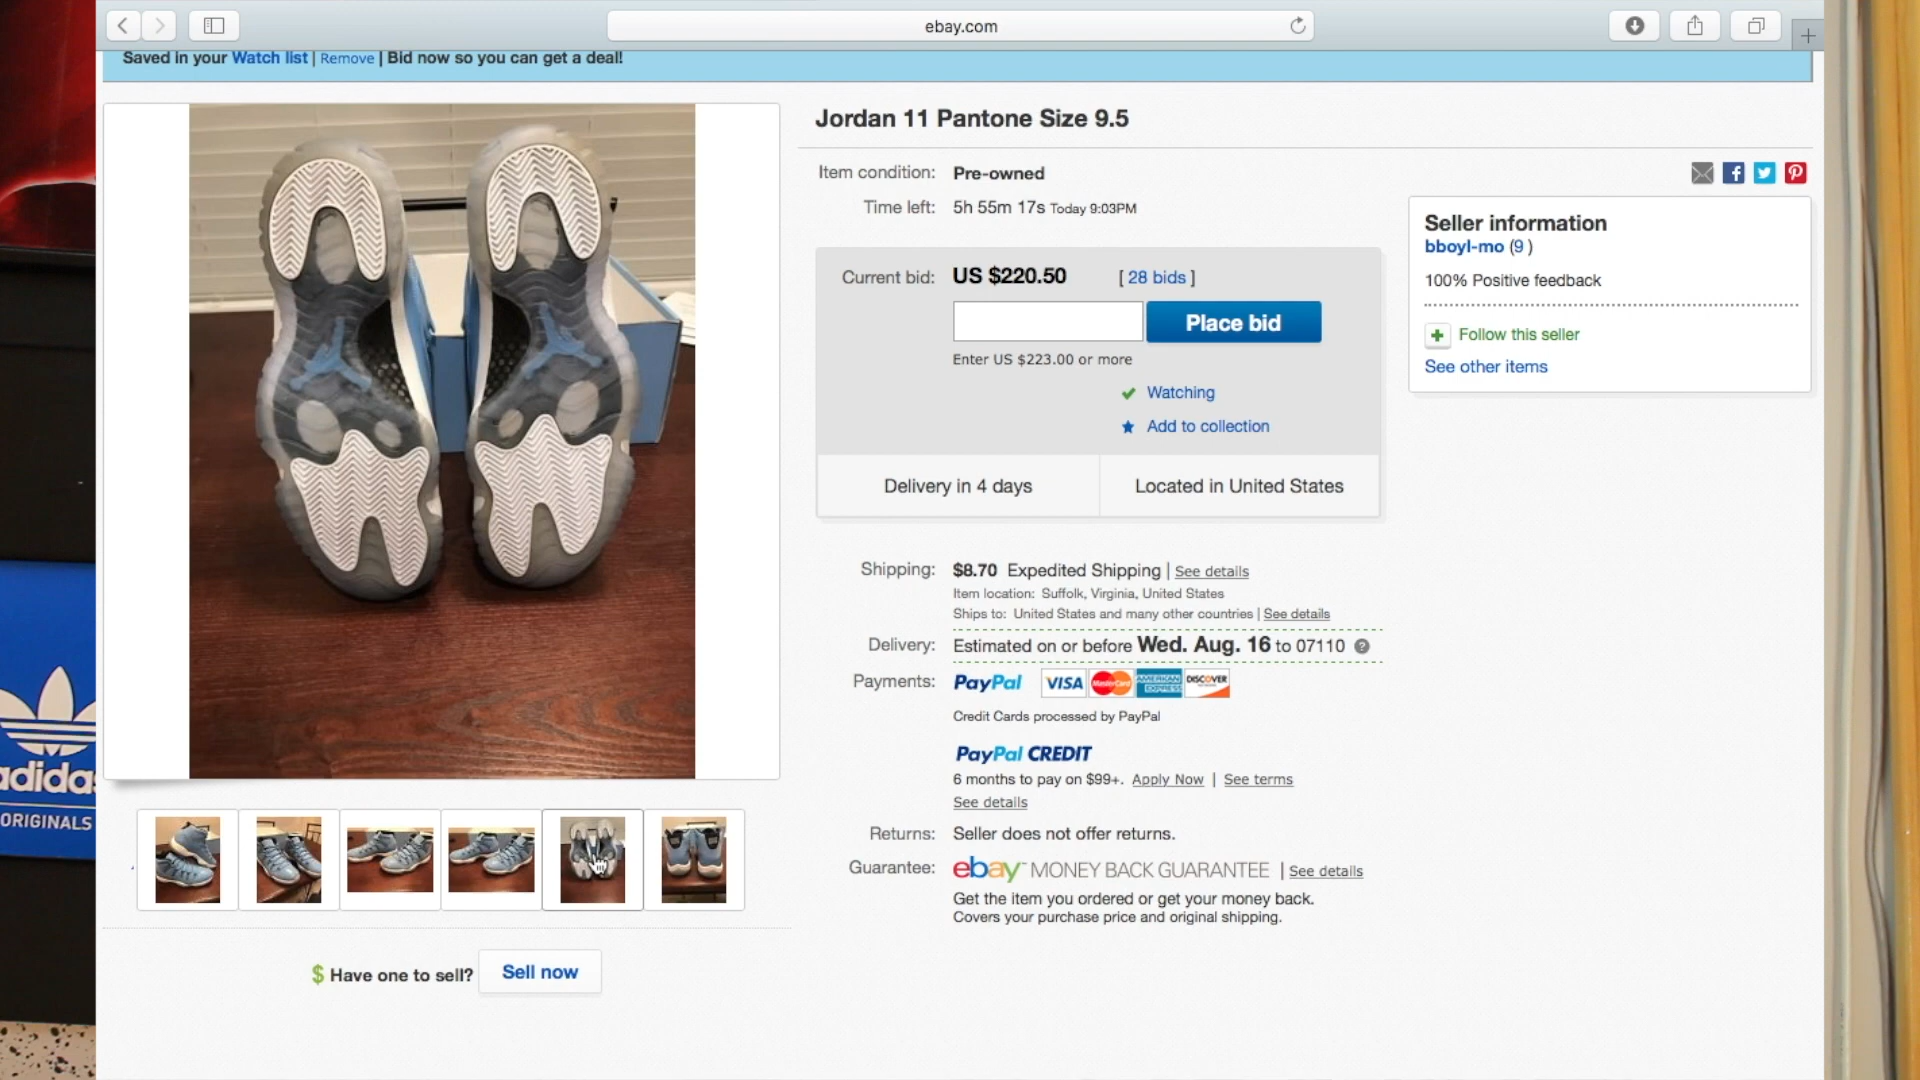 ebay.com
Saved in your Watch list | Remove | Bid now so you can get a deal!
Jordan 11 Pantone Size 9.5
Item condition: Pre-owned
Time left: 5h 55m 17s Today 9:03PM
Current bid: US $220.50 [ 28 bids ]
Place bid
Enter US $223.00 or more
Watching
Add to collection
Delivery in 4 days
Located in United States
Seller information
bboyl-mo (9 )
100% Positive feedback
Follow this seller
See other items
Shipping: $8.70 Expedited Shipping | See details
Item location: Suffolk, Virginia, United States
Ships to: United States and many other countries | See details
Delivery: Estimated on or before Wed. Aug. 16 to 07110
Payments: PayPal VISA MasterCard AMERICAN EXPRESS DISCOVER
Credit Cards processed by PayPal
PayPal CREDIT
6 months to pay on $99+. Apply Now | See terms
See details
Returns: Seller does not offer returns.
Guarantee: ebay MONEY BACK GUARANTEE | See details
Get the item you ordered or get your money back.
Covers your purchase price and original shipping.
$ Have one to sell? Sell now
adidas
ORIGINALS